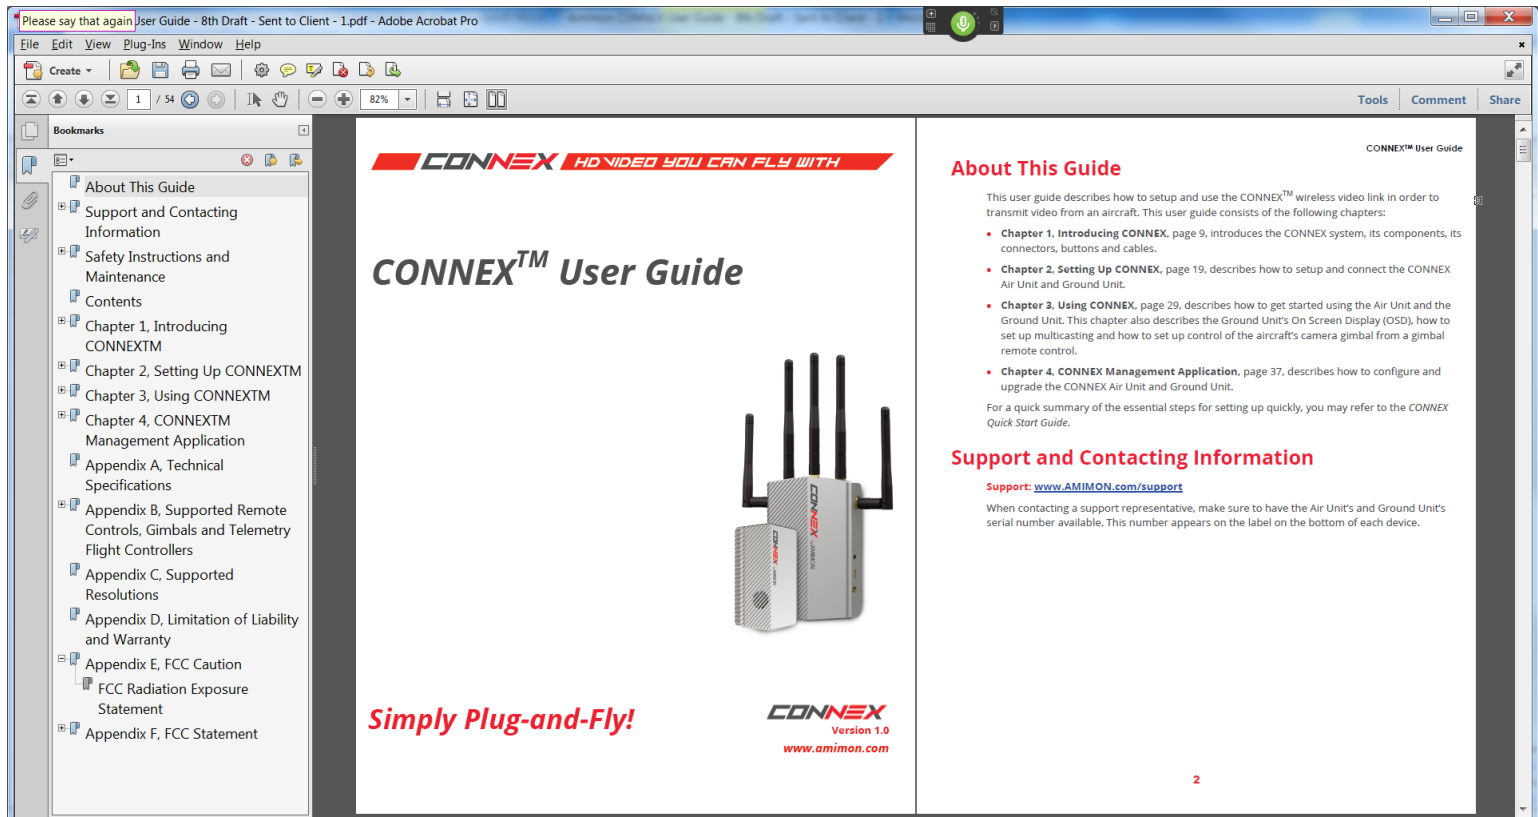 Please say that again
User Guide - 8th Draft - Sent to Client - 1.pdf - Adobe Acrobat Pro
File Edit View Plug-Ins Window Help
Create
1 / 54
82%
Tools Comment Share
Bookmarks
About This Guide
Support and Contacting
Information
Safety Instructions and
Maintenance
Contents
Chapter 1, Introducing
CONNEXTM
Chapter 2, Setting Up CONNEXTM
Chapter 3, Using CONNEXTM
Chapter 4, CONNEXTM
Management Application
Appendix A, Technical
Specifications
Appendix B, Supported Remote
Controls, Gimbals and Telemetry
Flight Controllers
Appendix C, Supported
Resolutions
Appendix D, Limitation of Liability
and Warranty
Appendix E, FCC Caution
FCC Radiation Exposure
Statement
Appendix F, FCC Statement
CONNEX HD VIDEO YOU CAN FLY WITH
CONNEX™ User Guide
CONNEX
CONNEX
by AMIMON
Simply Plug-and-Fly!
CONNEX
Version 1.0
www.amimon.com
CONNEX™ User Guide
About This Guide
This user guide describes how to setup and use the CONNEX™ wireless video link in order to
transmit video from an aircraft. This user guide consists of the following chapters:
• Chapter 1, Introducing CONNEX, page 9, introduces the CONNEX system, its components, its
connectors, buttons and cables.
• Chapter 2, Setting Up CONNEX, page 19, describes how to setup and connect the CONNEX
Air Unit and Ground Unit.
• Chapter 3, Using CONNEX, page 29, describes how to get started using the Air Unit and the
Ground Unit. This chapter also describes the Ground Unit's On Screen Display (OSD), how to
set up multicasting and how to set up control of the aircraft's camera gimbal from a gimbal
remote control.
• Chapter 4, CONNEX Management Application, page 37, describes how to configure and
upgrade the CONNEX Air Unit and Ground Unit.
For a quick summary of the essential steps for setting up quickly, you may refer to the CONNEX
Quick Start Guide.
Support and Contacting Information
Support: www.AMIMON.com/support
When contacting a support representative, make sure to have the Air Unit's and Ground Unit's
serial number available. This number appears on the label on the bottom of each device.
2